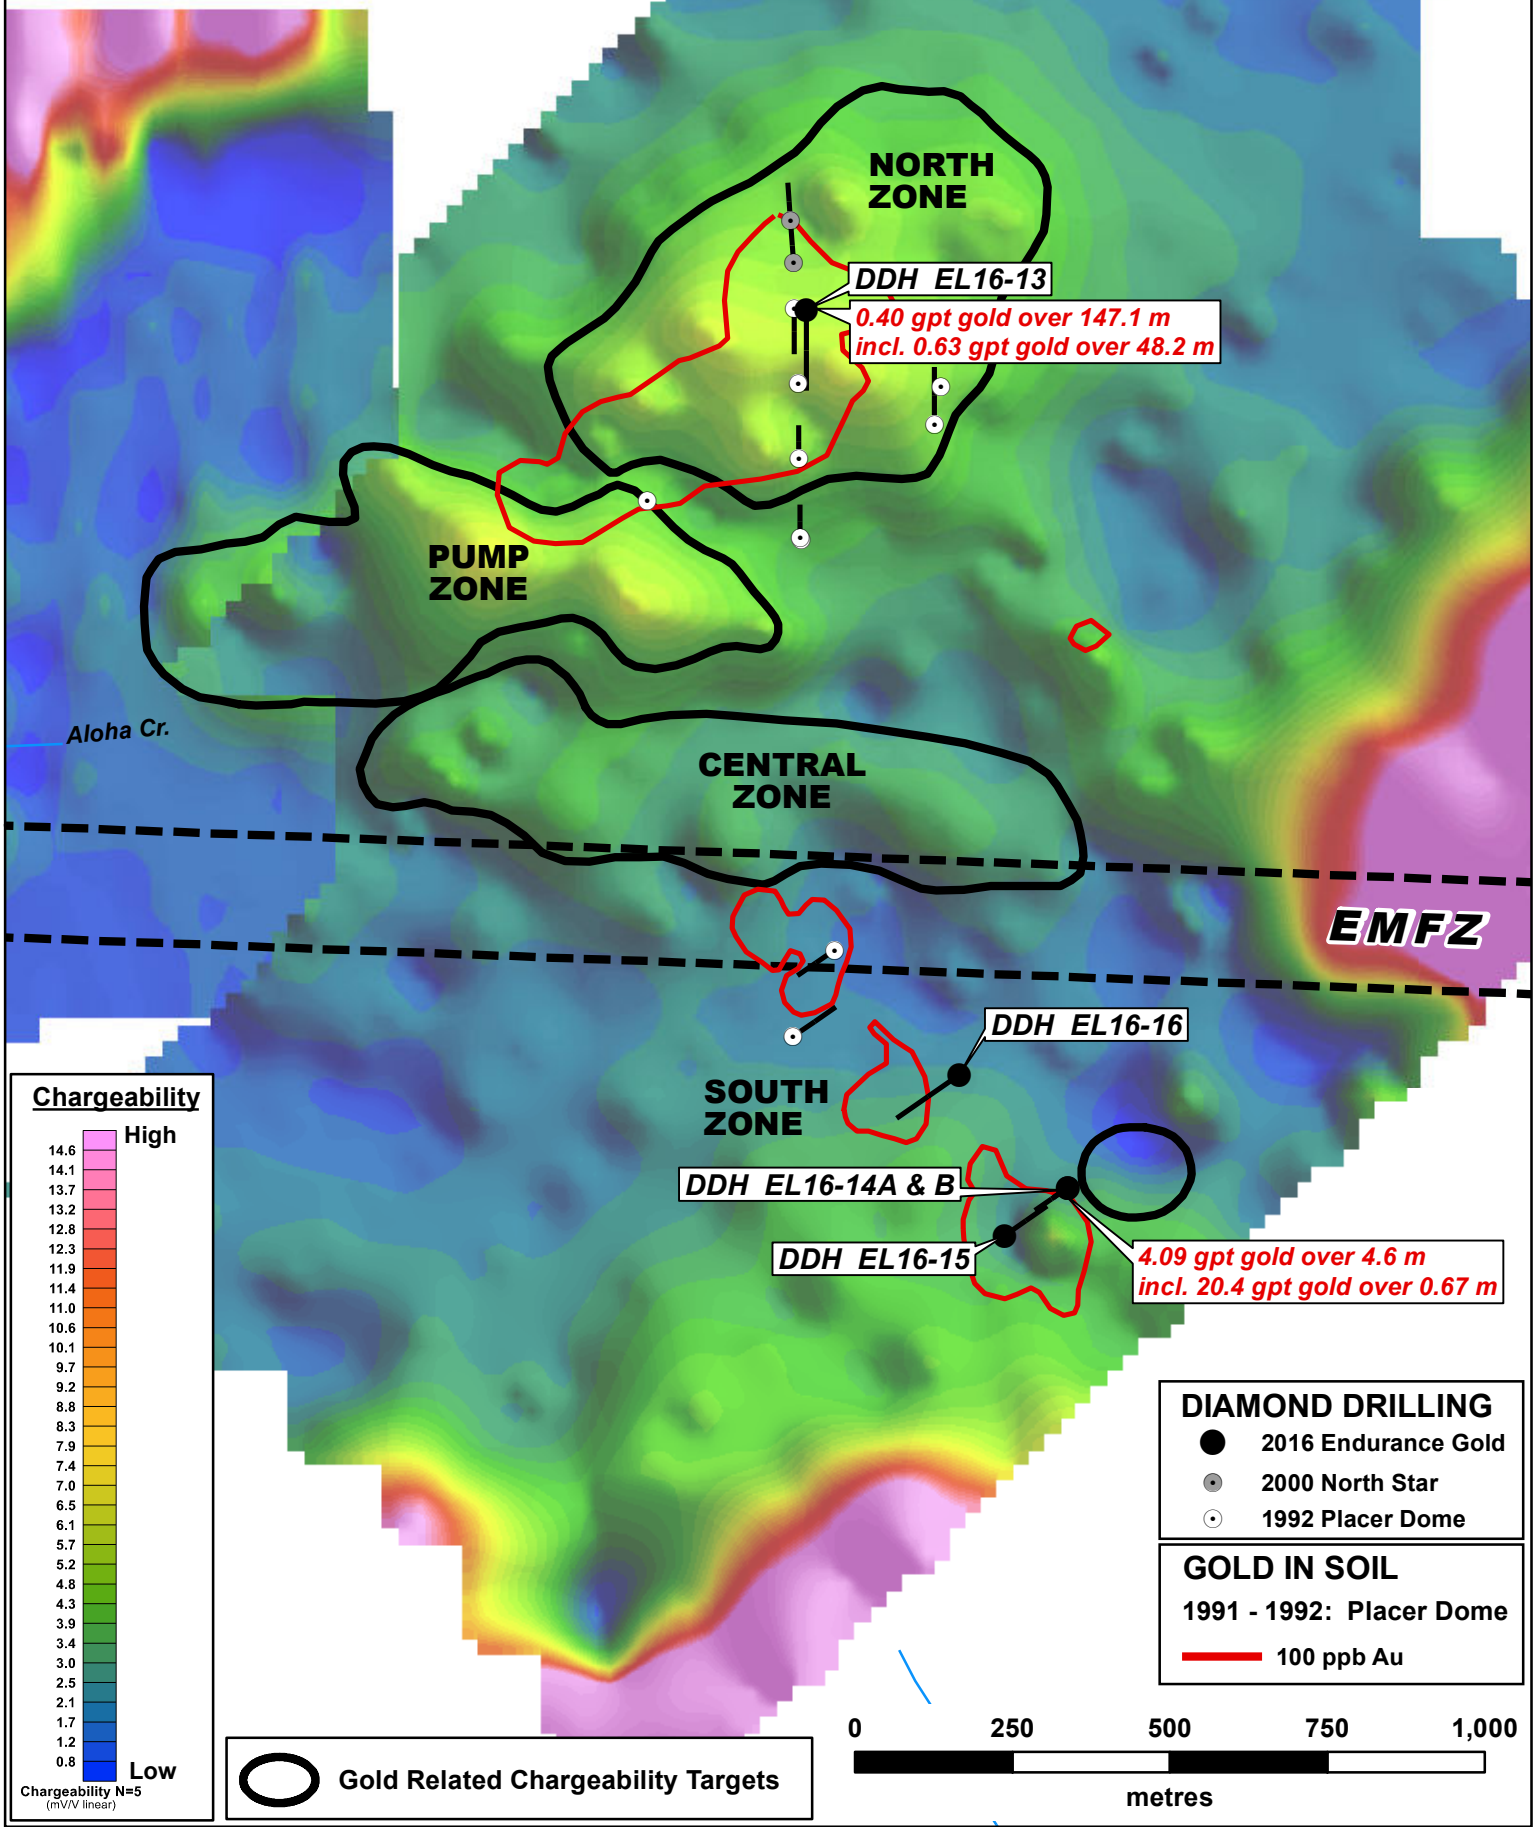 NORTH
ZONE
DDH EL16-13
0.40 gpt gold over 147.1 m
incl. 0.63 gpt gold over 48.2 m
PUMP
ZONE
Aloha Cr.
CENTRAL
ZONE
EMFZ
DDH EL16-16
SOUTH
ZONE
DDH EL16-14A & B
DDH EL16-15
4.09 gpt gold over 4.6 m
incl. 20.4 gpt gold over 0.67 m
Chargeability
High
14.6
14.1
13.7
13.2
12.8
12.3
11.9
11.4
11.0
10.6
10.1
9.7
9.2
8.8
8.3
7.9
7.4
7.0
6.5
6.1
5.7
5.2
4.8
4.3
3.9
3.4
3.0
2.5
2.1
1.7
1.2
0.8
Low
Chargeability N=5
(mV/V linear)
Gold Related Chargeability Targets
DIAMOND DRILLING
2016 Endurance Gold
2000 North Star
1992 Placer Dome
GOLD IN SOIL
1991 - 1992: Placer Dome
100 ppb Au
0 250 500 750 1,000
metres